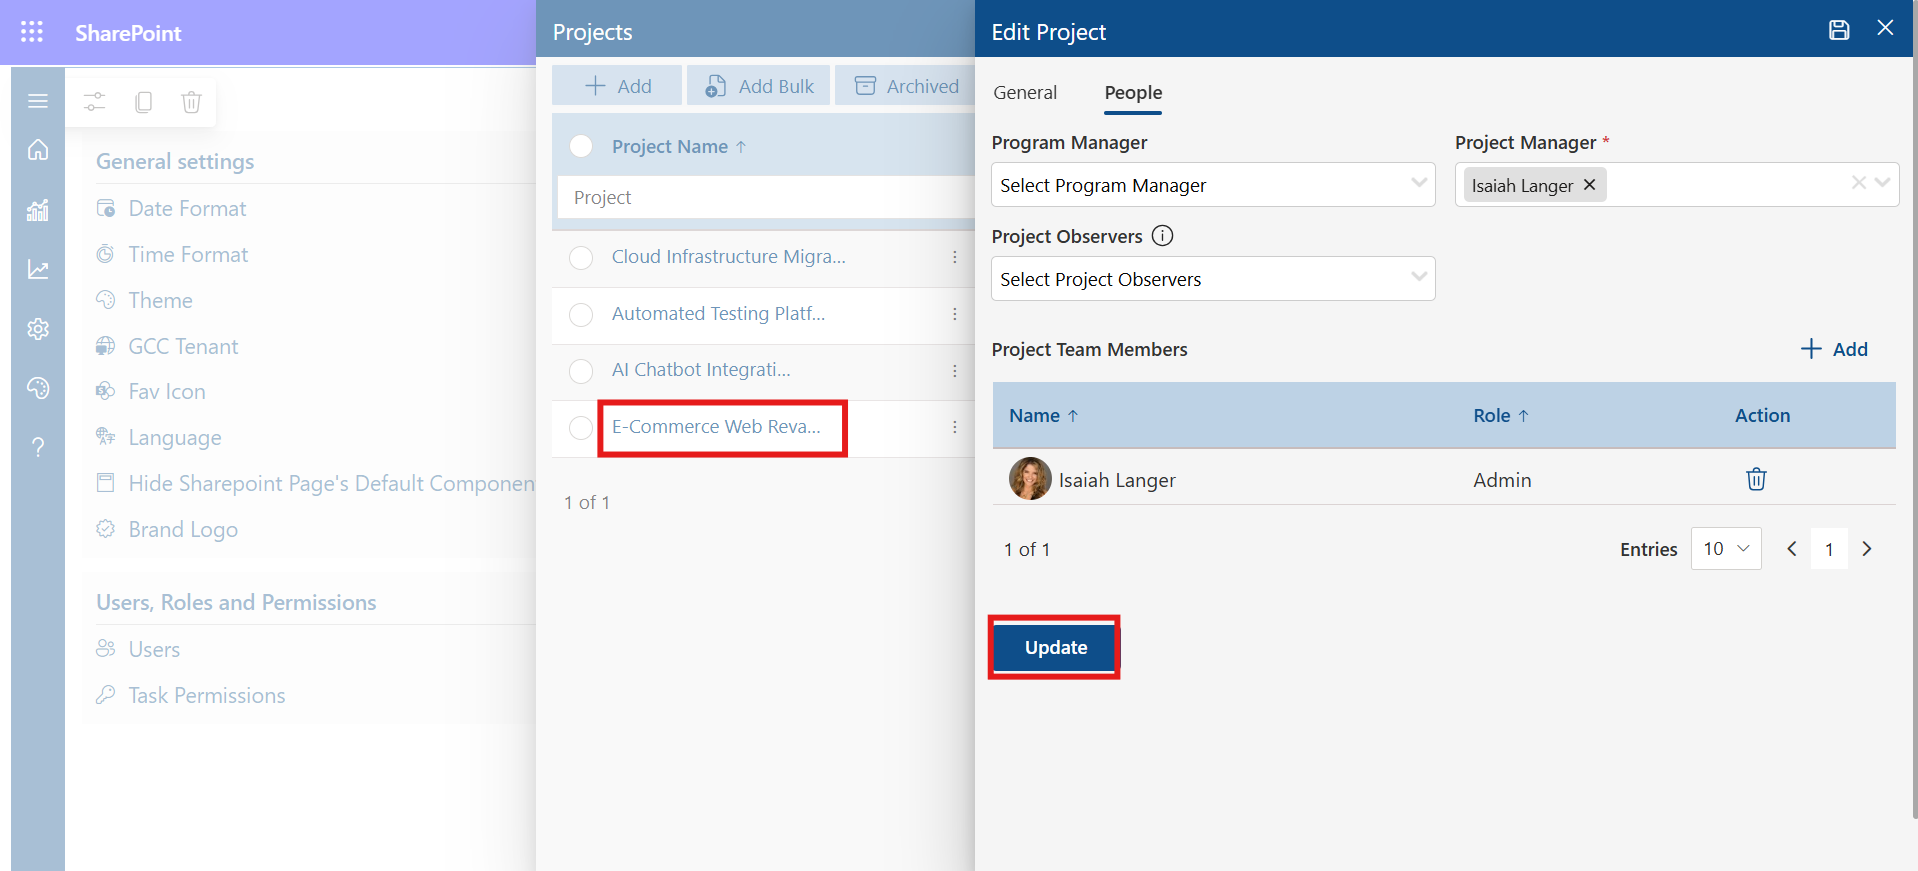 SharePoint
General settings
Date Format
Time Format
Theme
GCC Tenant
Fav Icon
Language
Hide Sharepoint Page's Default Componen
Brand Logo
Users, Roles and Permissions
Users
Task Permissions
Projects
Add
Add Bulk
Archived
Project Name ↑
Project
Cloud Infrastructure Migra...
Automated Testing Platf...
AI Chatbot Integrati...
E-Commerce Web Reva...
1 of 1
Edit Project
General
People
Program Manager
Select Program Manager
Project Manager *
Isaiah Langer
Project Observers
Select Project Observers
Project Team Members
Add
Name ↑
Role ↑
Action
Isaiah Langer
Admin
1 of 1
Entries
10
1
Update